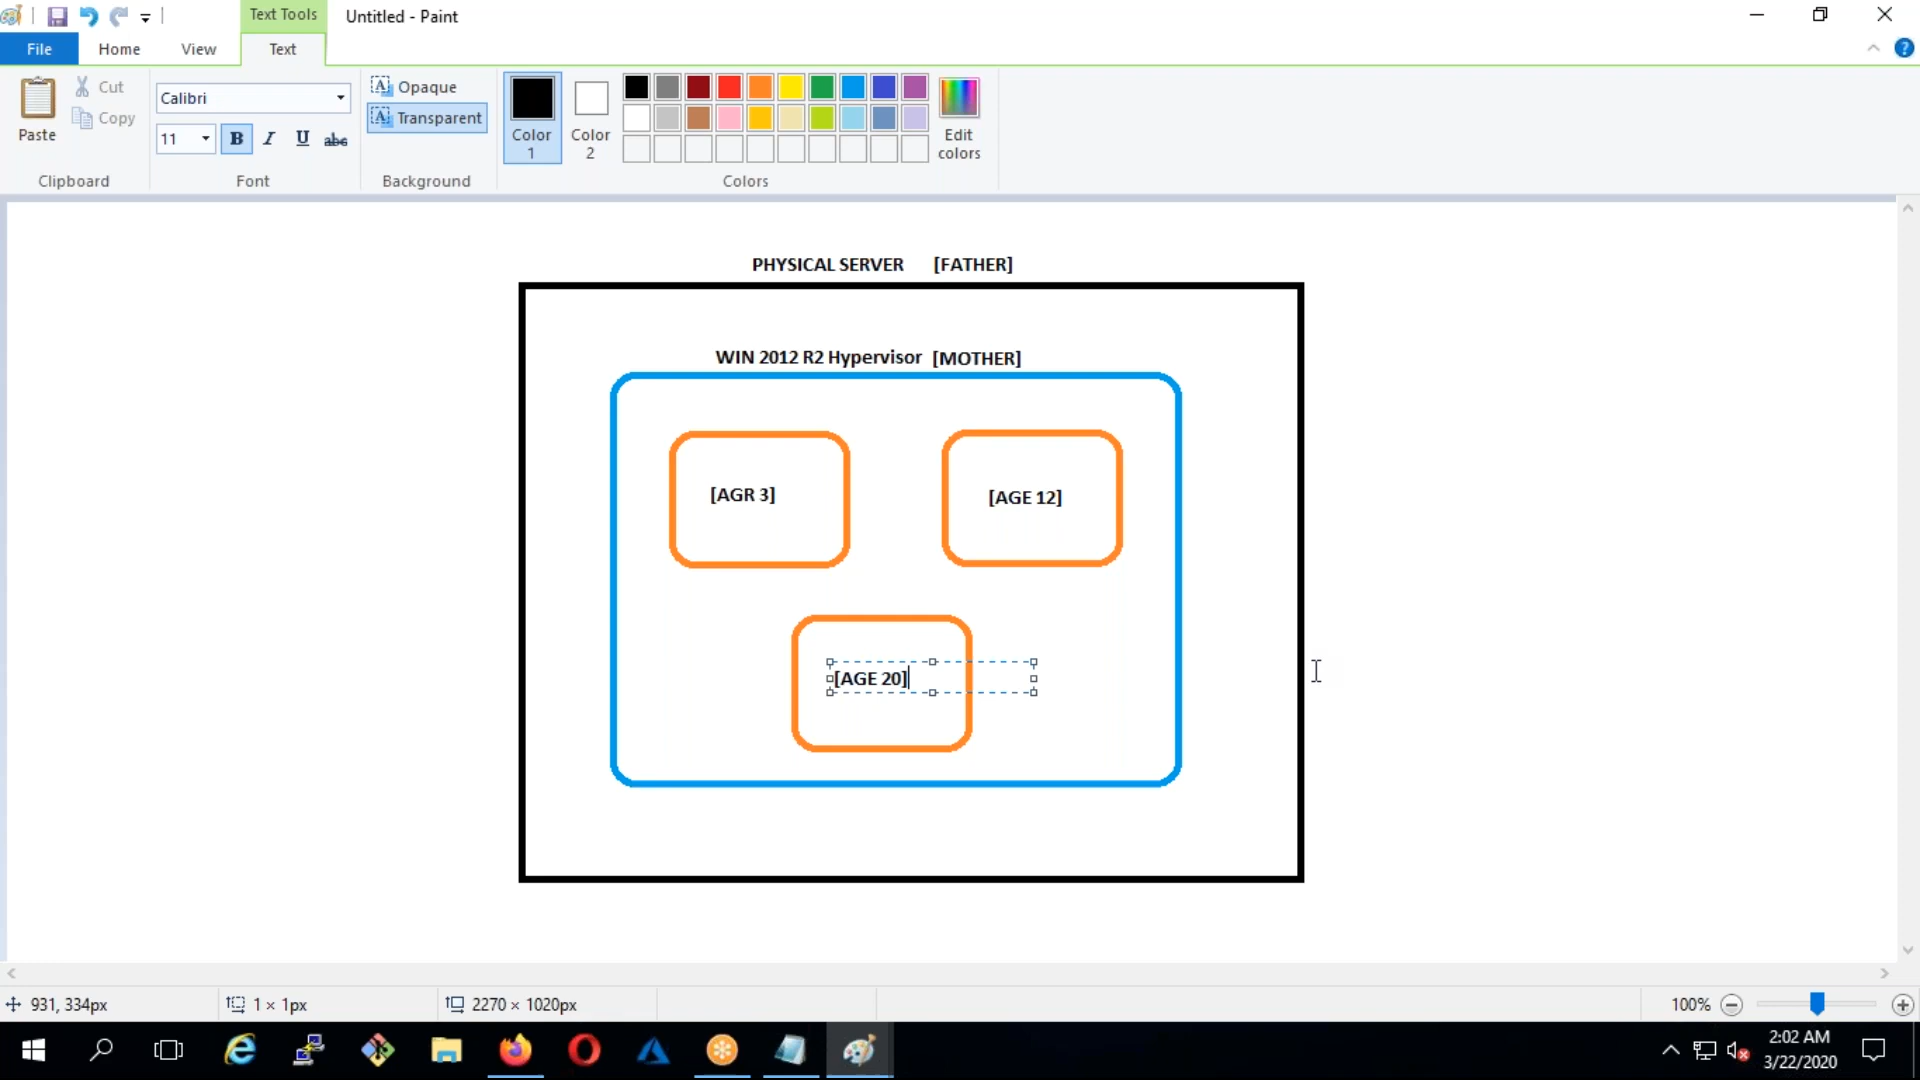 Text Tools
Untitled - Paint
File
Home
View
Text
Paste
Cut
Copy
Clipboard
Calibri
11
B
I
U
abc
Font
A Opaque
A Transparent
Background
Color 1
Color 2
Edit colors
Colors
PHYSICAL SERVER [FATHER]
WIN 2012 R2 Hypervisor [MOTHER]
[AGR 3]
[AGE 12]
[AGE 20]
931, 334px
1 × 1px
2270 × 1020px
100%
2:02 AM
3/22/2020